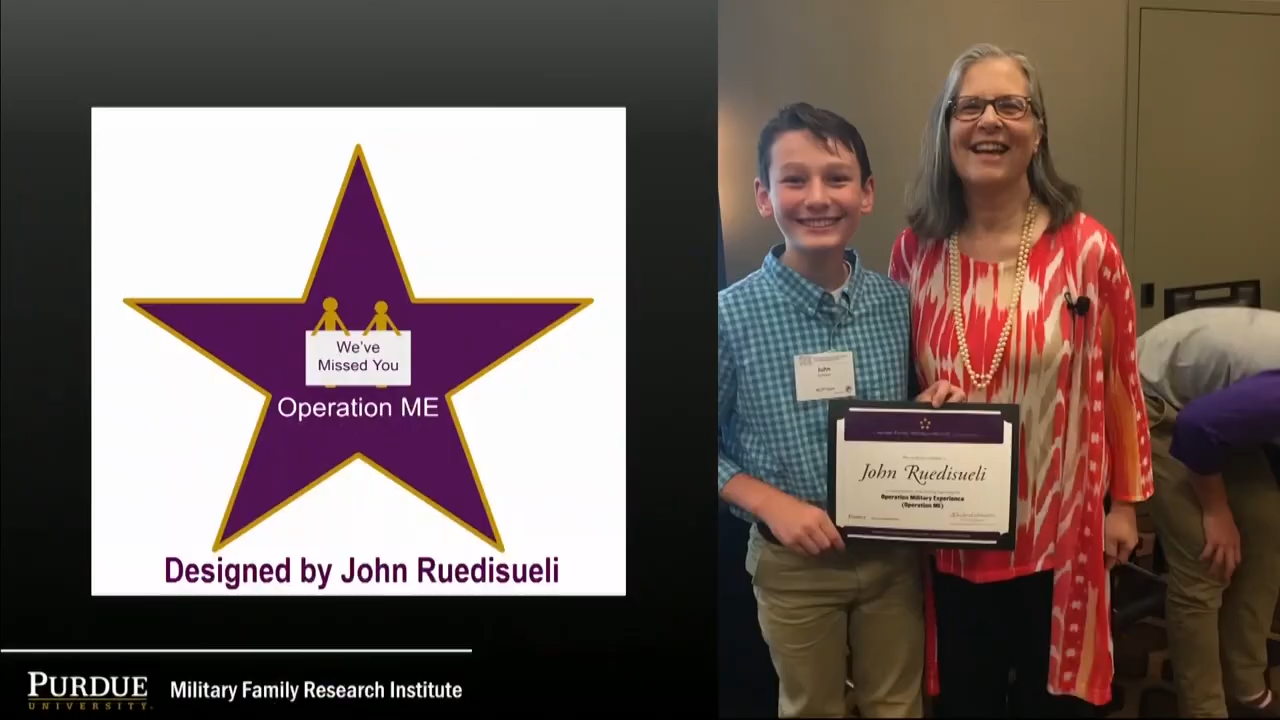 We've
Missed You
Operation ME
Designed by John Ruedisueli
PURDUE
UNIVERSITY
Military Family Research Institute
John
John Ruedisueli
Operation Military Experience
(Operation ME)